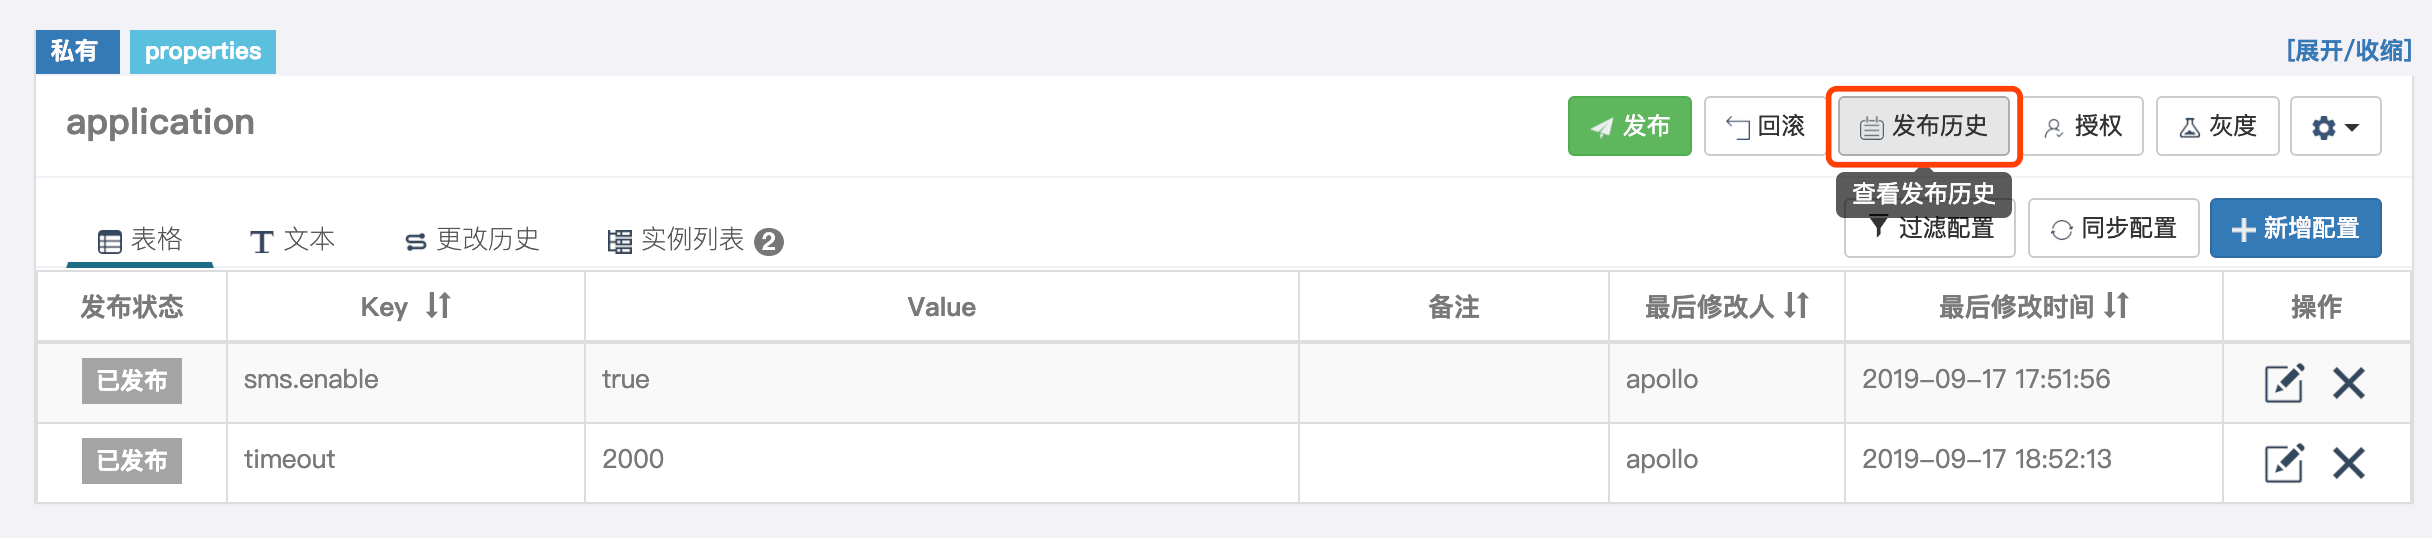 私有 properties [展开/收缩]
application 发布 回滚 发布历史 授权 灰度
查看发布历史
表格 文本 更改历史 实例列表 2 过滤配置 同步配置 新增配置
发布状态 Key Value 备注 最后修改人 最后修改时间 操作
已发布 sms.enable true apollo 2019-09-17 17:51:56
已发布 timeout 2000 apollo 2019-09-17 18:52:13